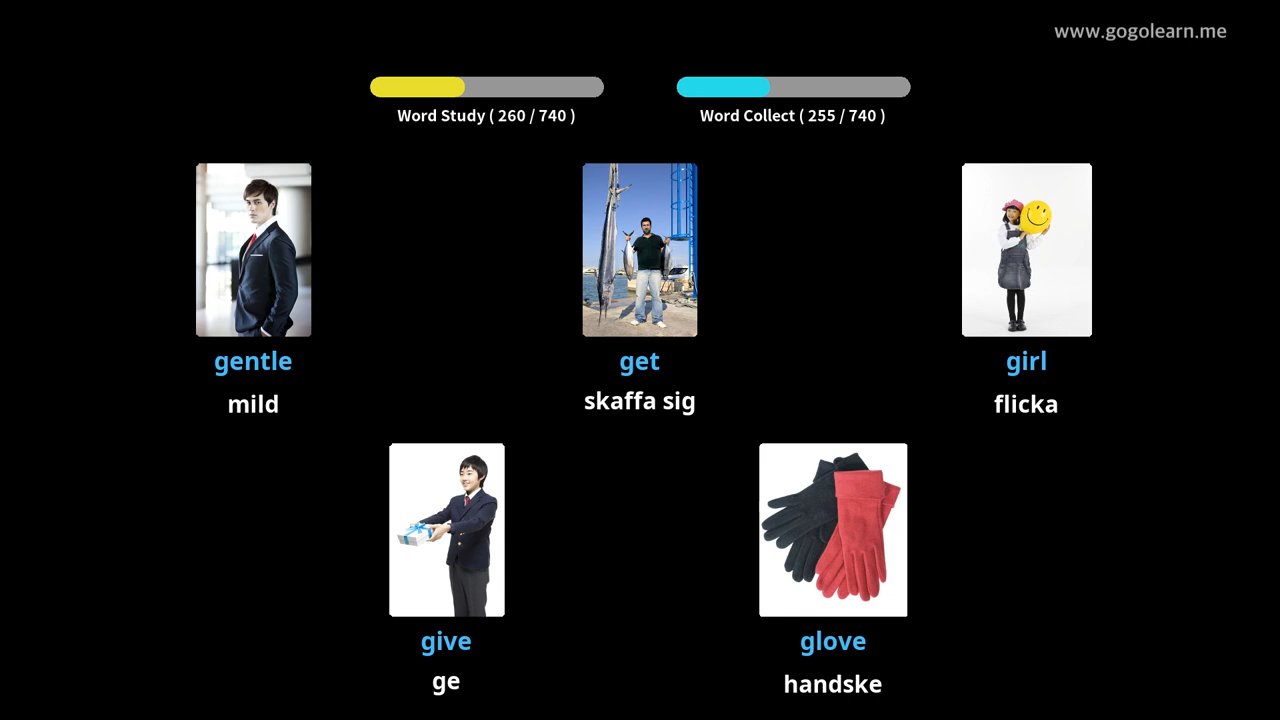 www.gogolearn.me
Word Study ( 260 / 740 )
Word Collect ( 255 / 740 )
gentle
mild
get
skaffa sig
girl
flicka
give
ge
glove
handske